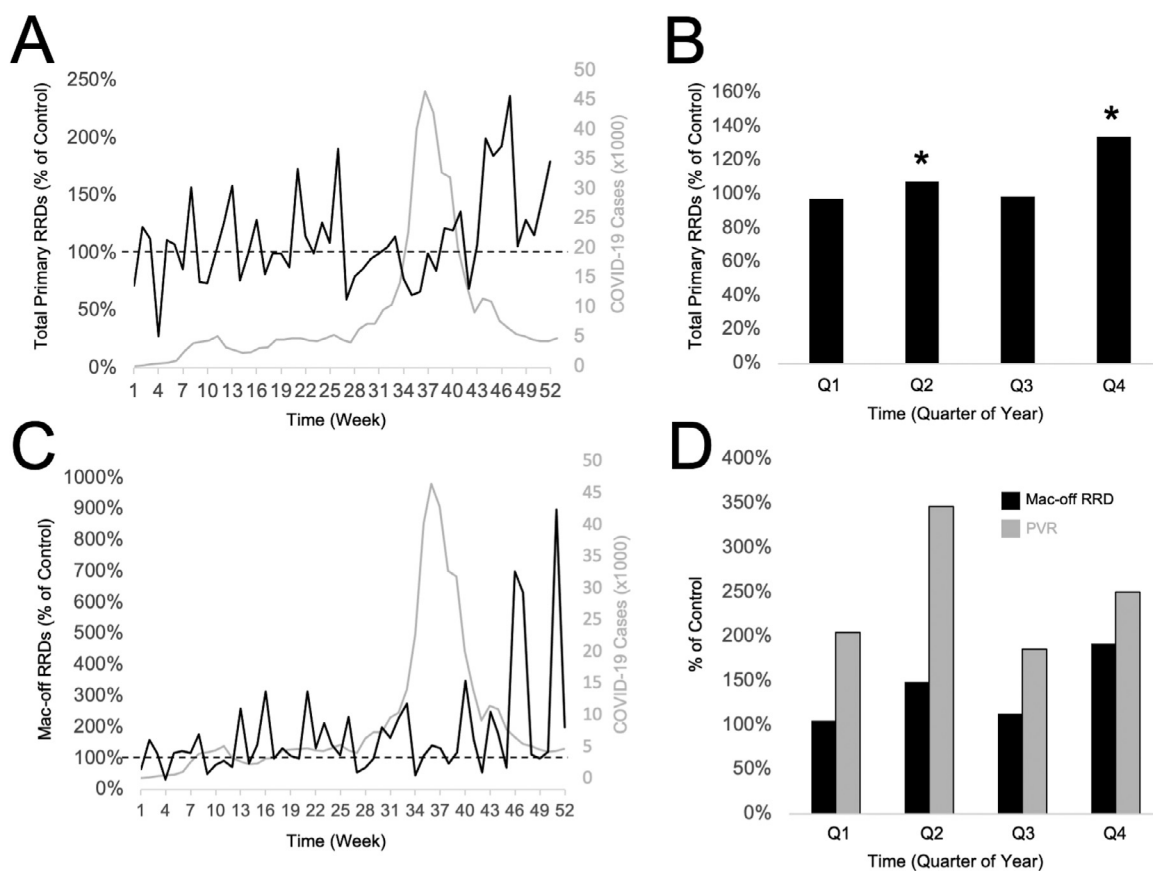 A
Total Primary RRDs (% of Control)
250%
200%
150%
100%
50%
0%
50
45
40
35
30
25
20
15
10
5
0
COVID-19 Cases (x1000)
1 4 7 10 13 16 19 22 25 28 31 34 37 40 43 46 49 52
Time (Week)
B
Total Primary RRDs (% of Control)
160%
140%
120%
100%
80%
60%
40%
20%
0%
*
*
Q1 Q2 Q3 Q4
Time (Quarter of Year)
C
Mac-off RRDs (% of Control)
1000%
900%
800%
700%
600%
500%
400%
300%
200%
100%
0%
50
45
40
35
30
25
20
15
10
5
0
COVID-19 Cases (x1000)
1 4 7 10 13 16 19 22 25 28 31 34 37 40 43 46 49 52
Time (Week)
D
% of Control
400%
350%
300%
250%
200%
150%
100%
50%
0%
Mac-off RRD
PVR
Q1 Q2 Q3 Q4
Time (Quarter of Year)